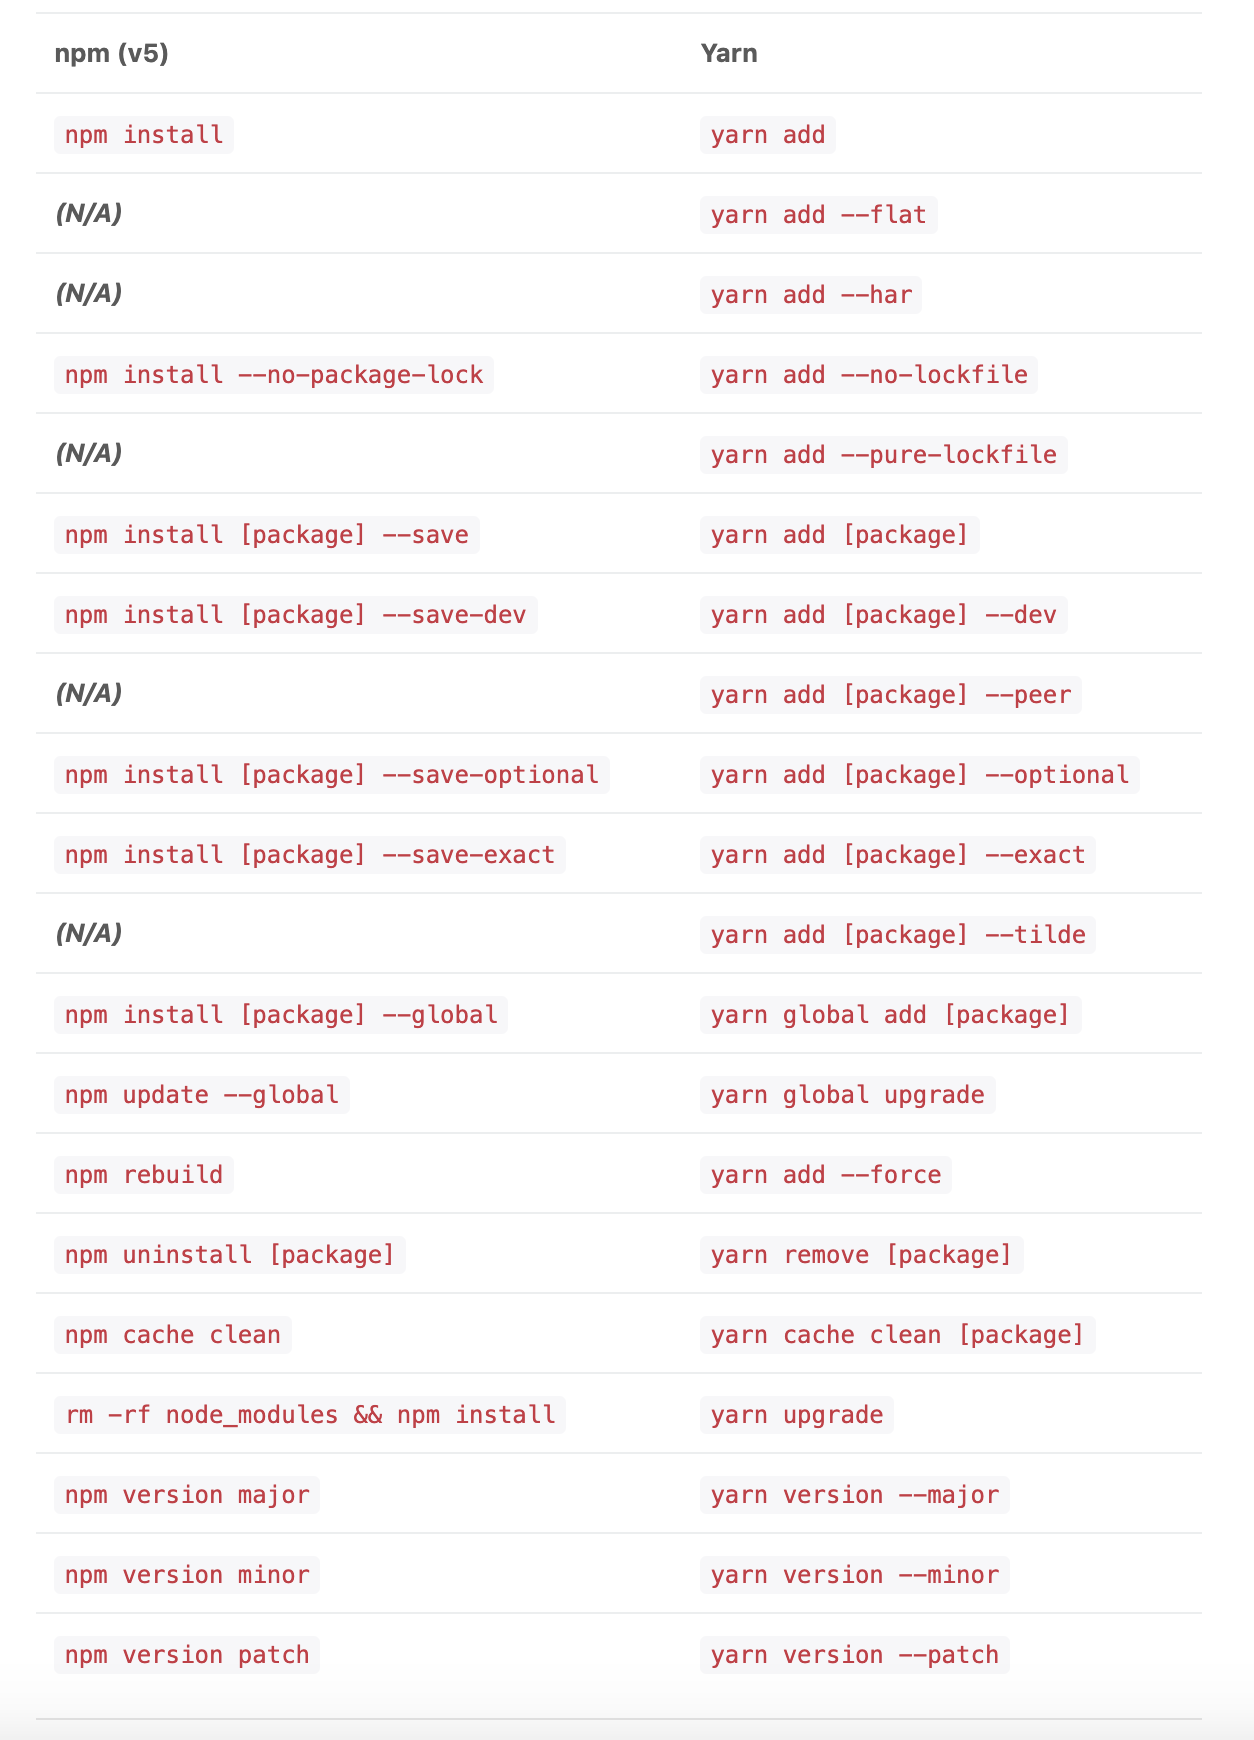 npm (v5) Yarn
npm install yarn add
(N/A) yarn add --flat
(N/A) yarn add --har
npm install --no-package-lock yarn add --no-lockfile
(N/A) yarn add --pure-lockfile
npm install [package] --save yarn add [package]
npm install [package] --save-dev yarn add [package] --dev
(N/A) yarn add [package] --peer
npm install [package] --save-optional yarn add [package] --optional
npm install [package] --save-exact yarn add [package] --exact
(N/A) yarn add [package] --tilde
npm install [package] --global yarn global add [package]
npm update --global yarn global upgrade
npm rebuild yarn add --force
npm uninstall [package] yarn remove [package]
npm cache clean yarn cache clean [package]
rm -rf node_modules && npm install yarn upgrade
npm version major yarn version --major
npm version minor yarn version --minor
npm version patch yarn version --patch